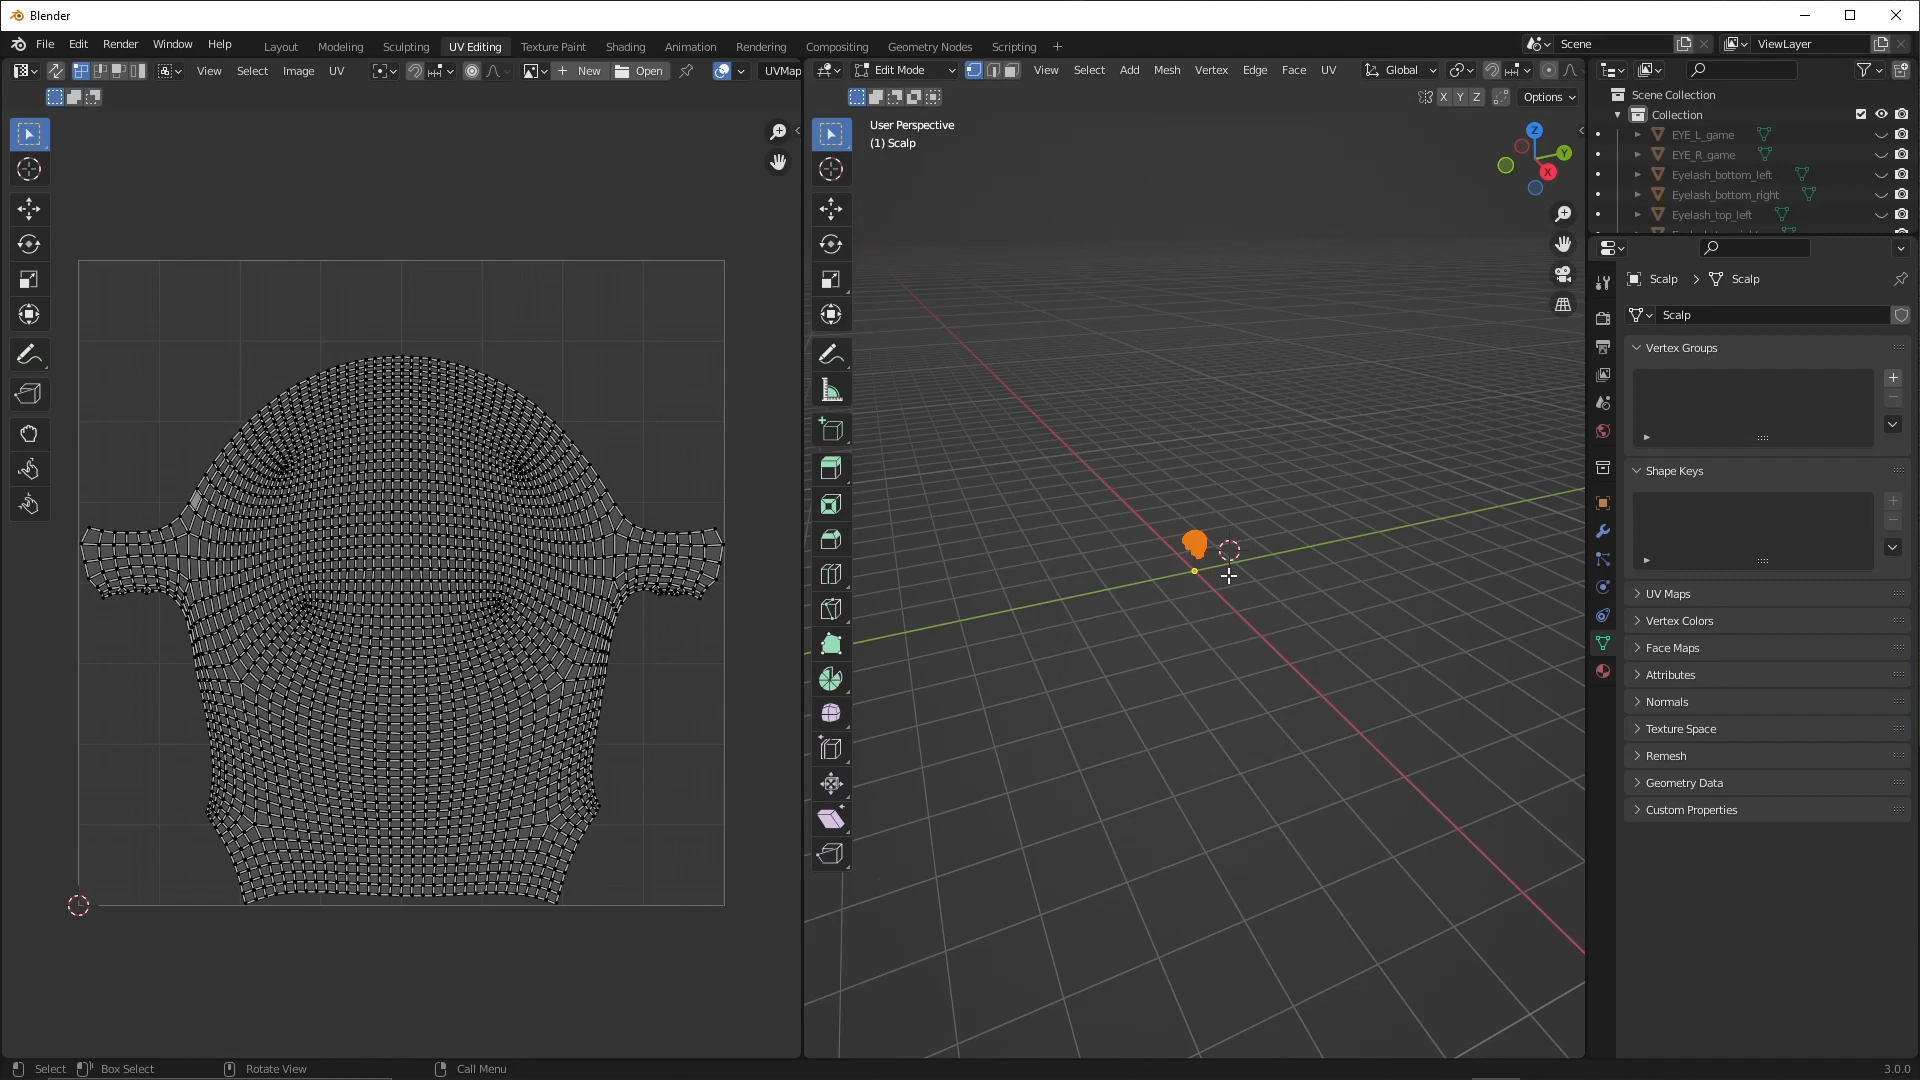 Blender
File Edit Render Window Help Layout Modeling Sculpting UV Editing Texture Paint Shading Animation Rendering Compositing Geometry Nodes Scripting Scene ViewLayer
View Select Image UV New Open UVMap Edit Mode View Select Add Mesh Vertex Edge Face UV Global
X Y Z Options
Scene Collection
Collection
EYE_L_game
EYE_R_game
Eyelash_bottom_left
Eyelash_bottom_right
Eyelash_top_left
User Perspective
(1) Scalp
Z
Y
X
Scalp Scalp
Scalp
Vertex Groups
Shape Keys
UV Maps
Vertex Colors
Face Maps
Attributes
Normals
Texture Space
Remesh
Geometry Data
Custom Properties
Select Box Select Rotate View Call Menu 3.0.0